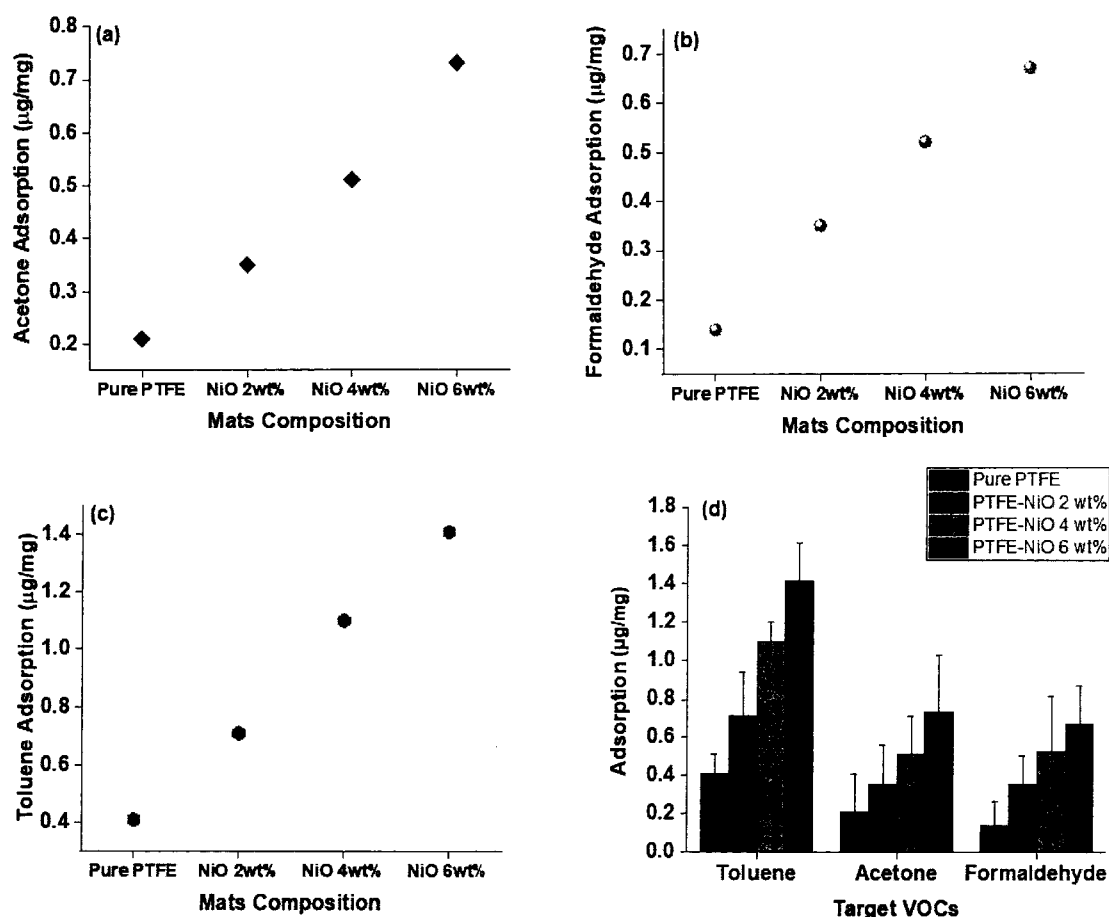 (a)
Acetone Adsorption (µg/mg)
0.8
0.7
0.6
0.5
0.4
0.3
0.2
Pure PTFE NiO 2wt% NiO 4wt% NiO 6wt%
Mats Composition
(b)
Formaldehyde Adsorption (µg/mg)
0.7
0.6
0.5
0.4
0.3
0.2
0.1
Pure PTFE NiO 2wt% NiO 4wt% NiO 6wt%
Mats Composition
(c)
Toluene Adsorption (µg/mg)
1.4
1.2
1.0
0.8
0.6
0.4
Pure PTFE NiO 2wt% NiO 4wt% NiO 6wt%
Mats Composition
(d)
Pure PTFE
PTFE-NiO 2 wt%
PTFE-NiO 4 wt%
PTFE-NiO 6 wt%
Adsorption (µg/mg)
1.8
1.6
1.4
1.2
1.0
0.8
0.6
0.4
0.2
0.0
Toluene Acetone Formaldehyde
Target VOCs